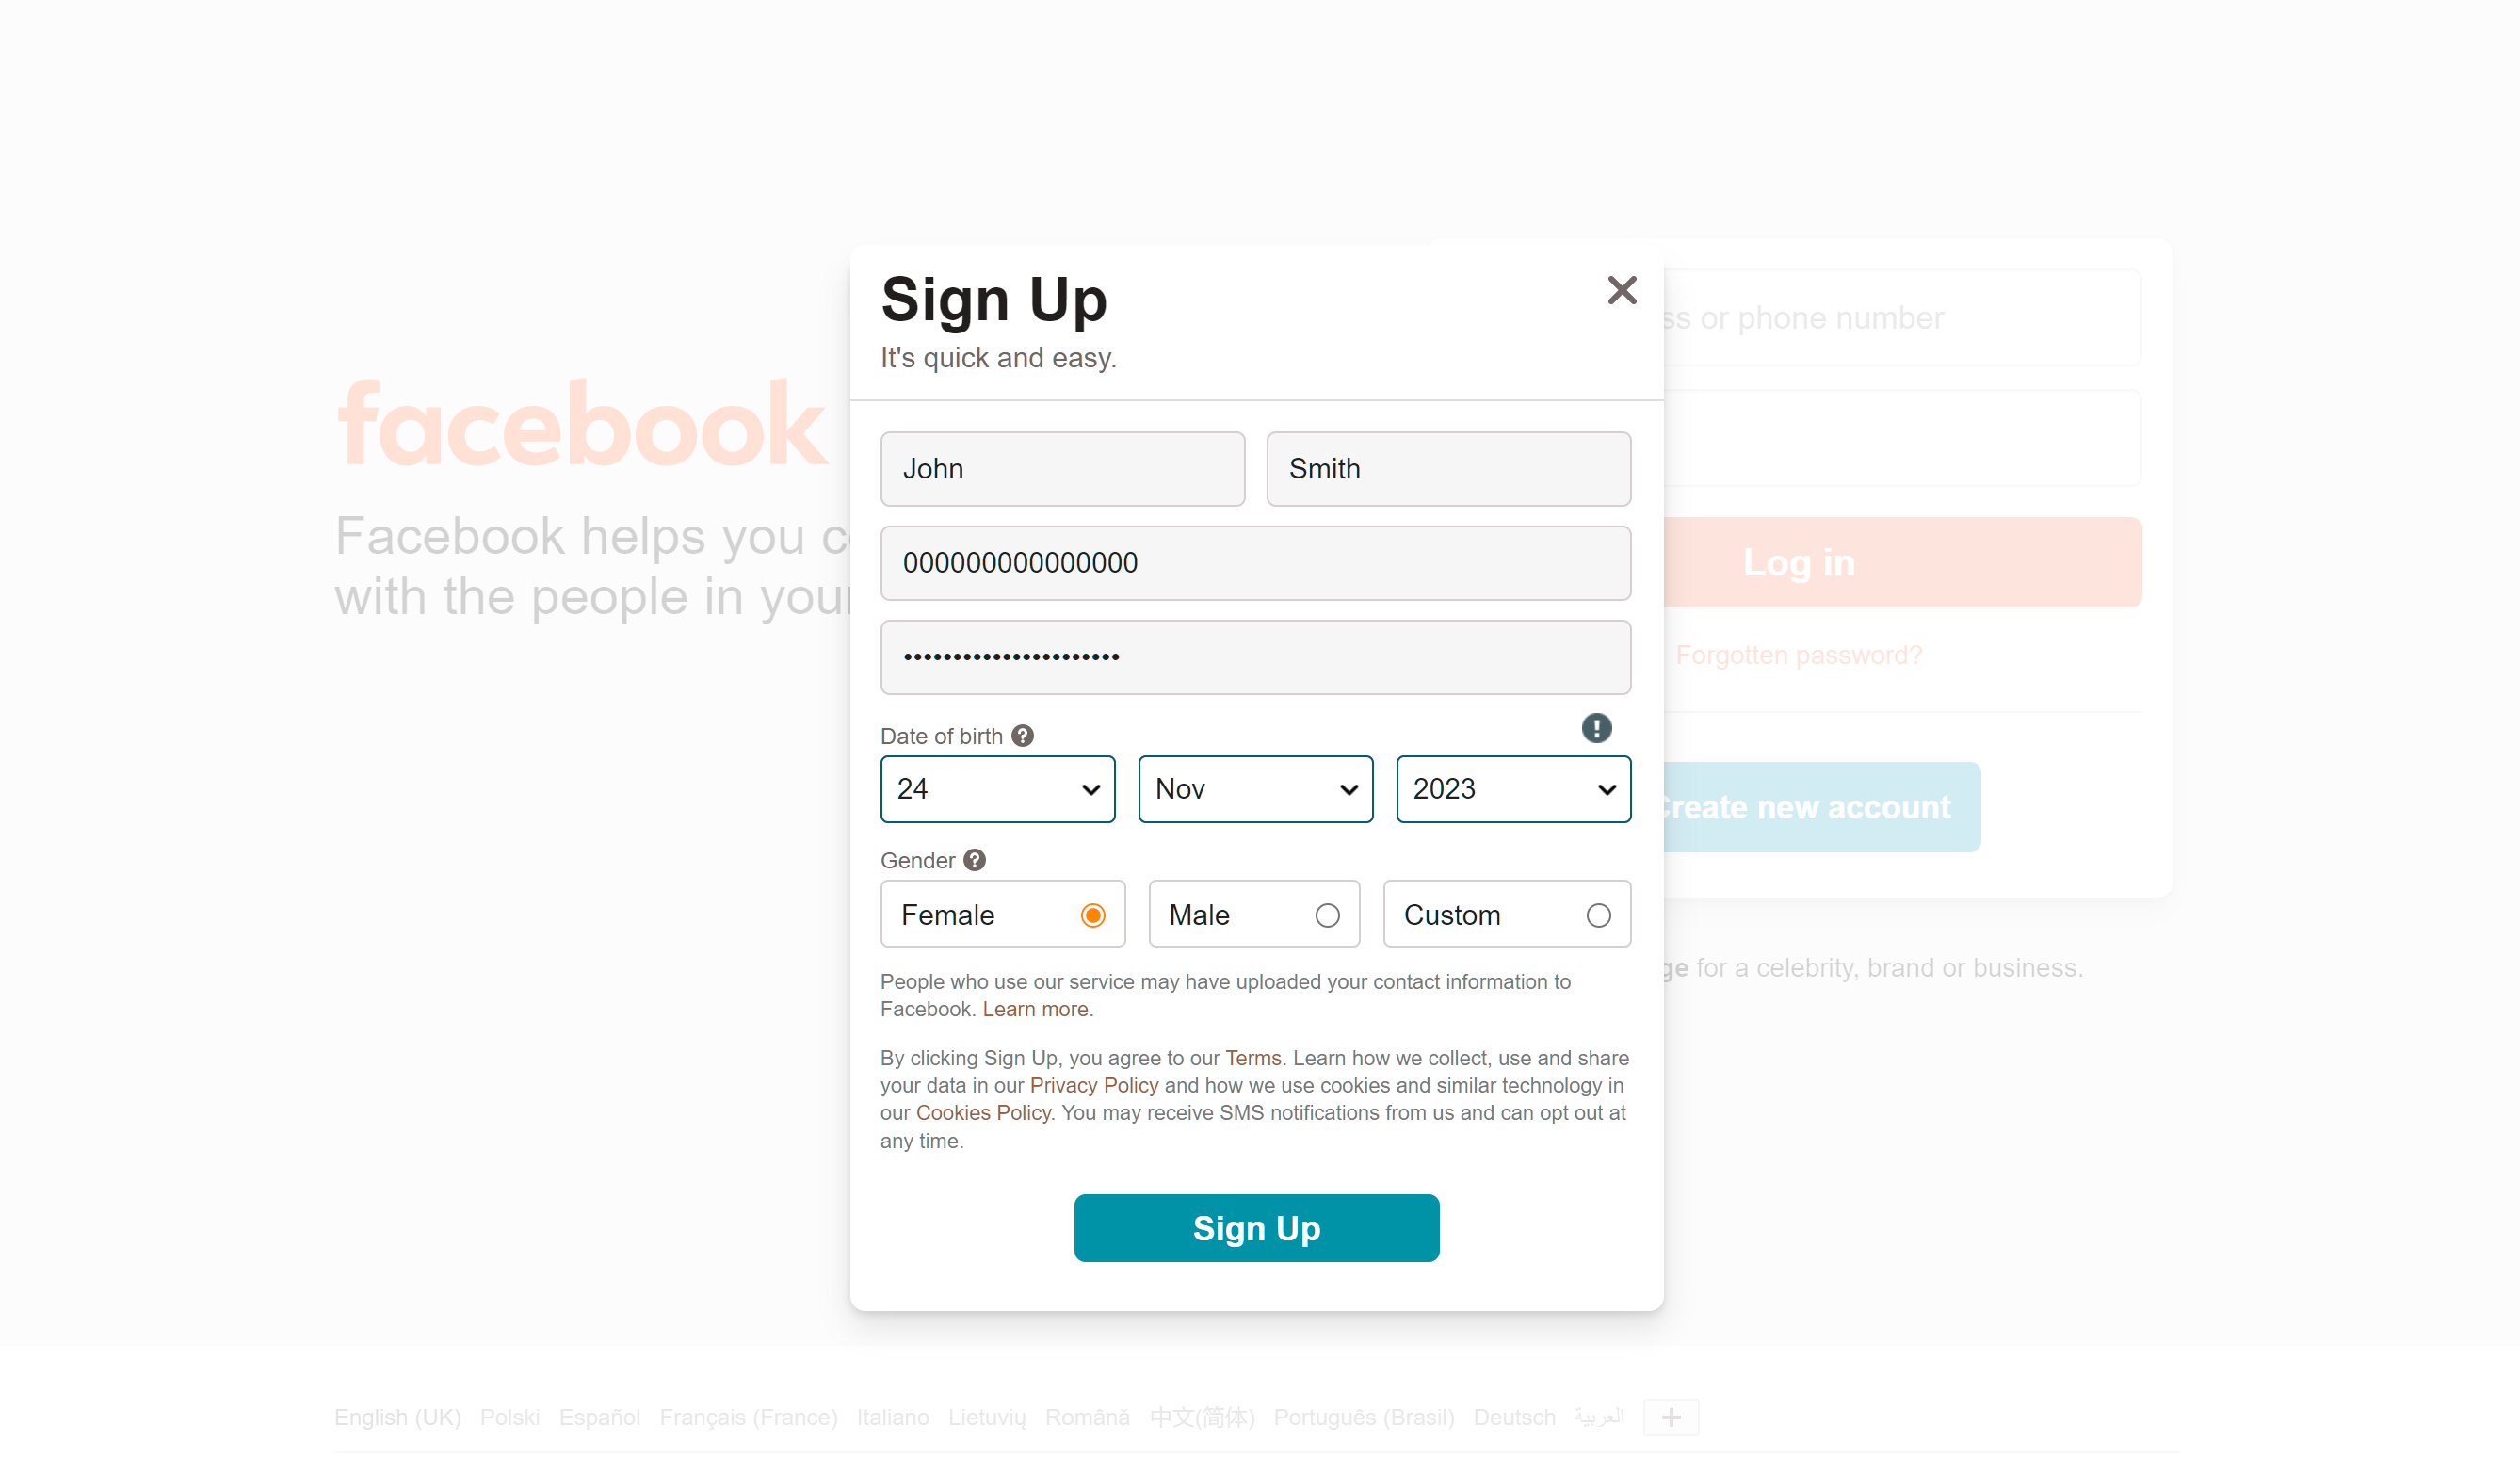 Sign Up
It's quick and easy.
John
Smith
000000000000000
••••••••••••••••••••••
Date of birth ?
24
Nov
2023
Gender ?
Female
Male
Custom
People who use our service may have uploaded your contact information to
Facebook. Learn more.
By clicking Sign Up, you agree to our Terms. Learn how we collect, use and share
your data in our Privacy Policy and how we use cookies and similar technology in
our Cookies Policy. You may receive SMS notifications from us and can opt out at
any time.
Sign Up
facebook
Facebook helps you
with the people in
or phone number
Log in
Forgotten password?
Create new account
for a celebrity, brand or business.
English (UK) Polski Español Français (France) Italiano Lietuvių Română 中文(简体) Português (Brasil) Deutsch العربية +